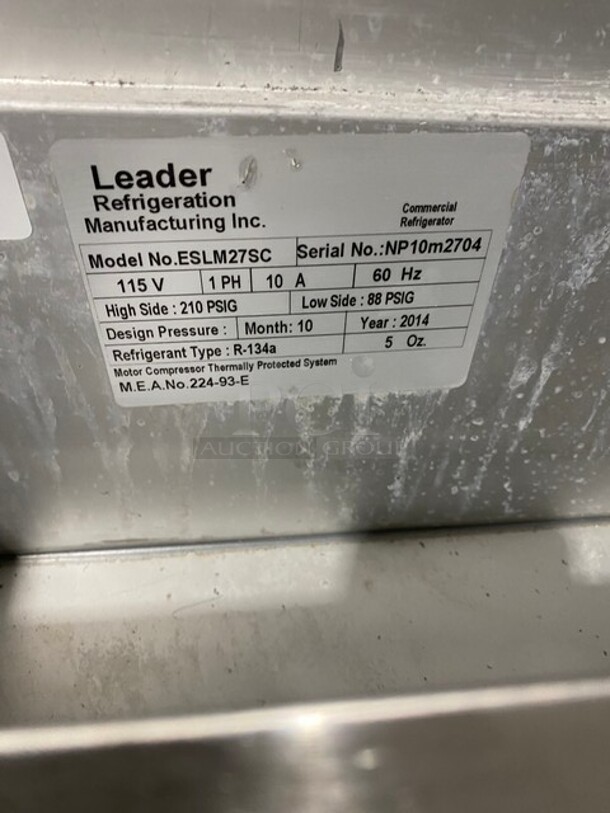 Leader
Refrigeration
Manufacturing Inc.
Commercial
Refrigerator
Model No.ESLM27SC Serial No.:NP10m2704
115 V 1 PH 10 A 60 Hz
High Side : 210 PSIG Low Side : 88 PSIG
Design Pressure : Month: 10 Year : 2014
Refrigerant Type : R-134a 5 Oz.
Motor Compressor Thermally Protected System
M.E.A.No.224-93-E
AUCTION GROUP